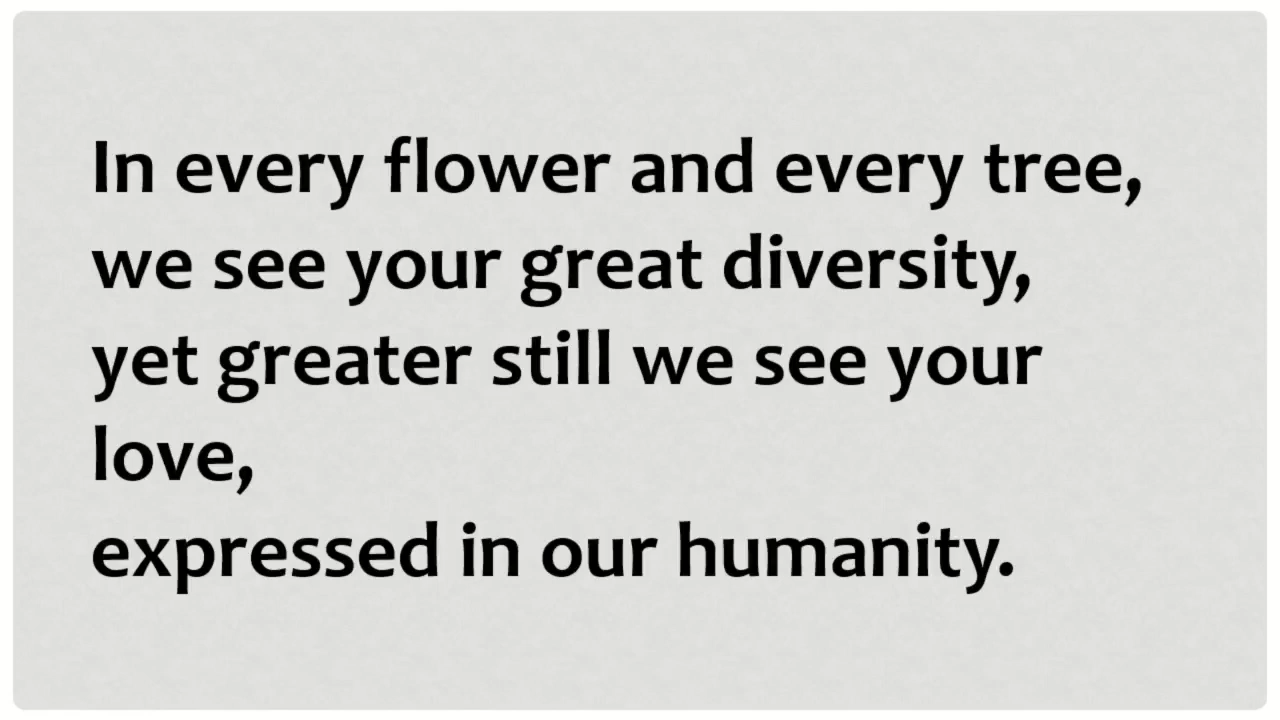 In every flower and every tree,
we see your great diversity,
yet greater still we see your
love,
expressed in our humanity.